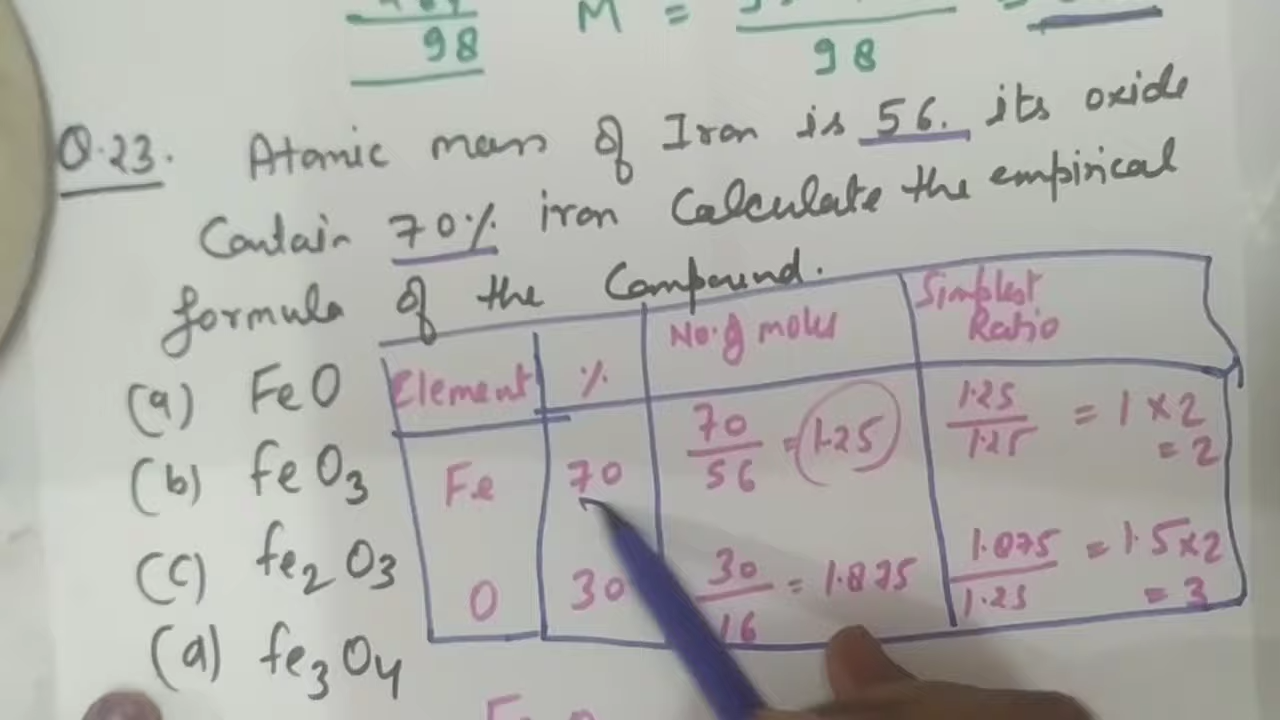 98 M =
98
Q.23. Atomic mass of Iron is 56. its oxide
Contain 70% iron Calculate the empirical
formula of the Compound.
(a) FeO
(b) FeO3
(c) Fe2O3
(d) Fe3O4
Element % No. of moles Simplest Ratio
Fe 70 70/56 = 1.25 1.25/1.25 = 1 × 2 = 2
O 30 30/16 = 1.875 1.875/1.25 = 1.5 × 2 = 3